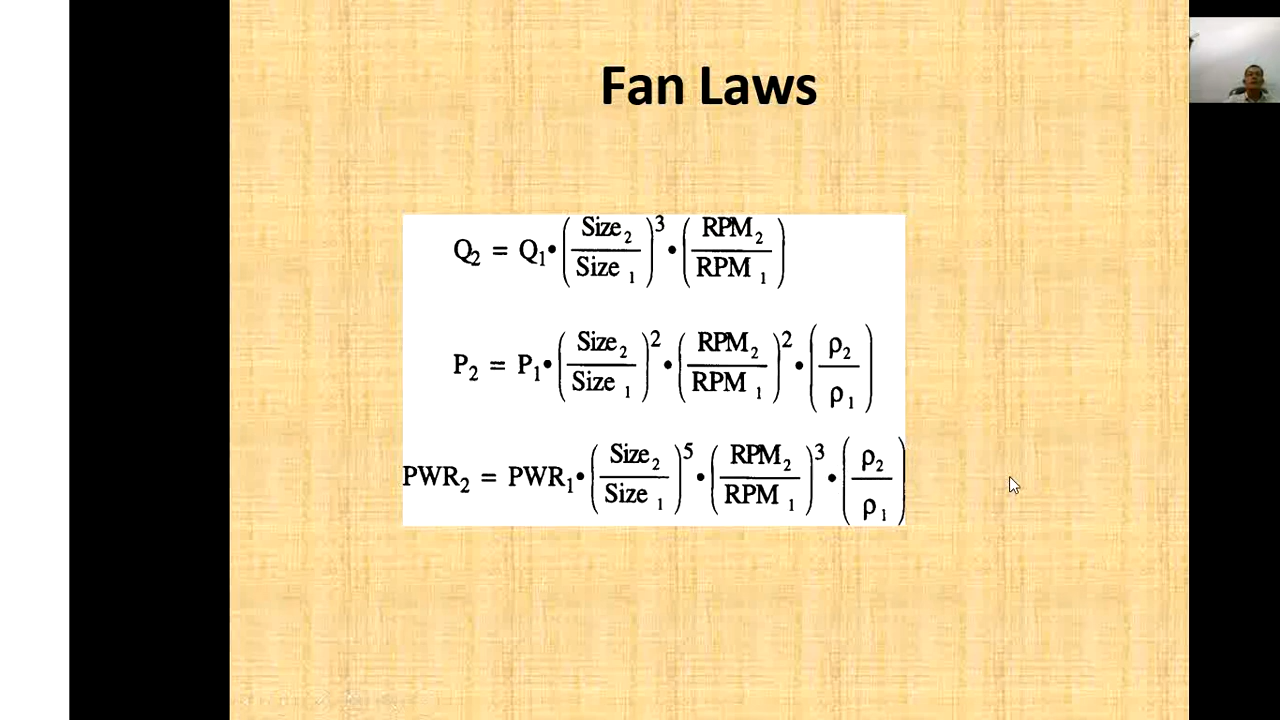 Fan Laws
Q₂ = Q₁•(Size₂/Size₁)³•(RPM₂/RPM₁)
P₂ = P₁•(Size₂/Size₁)²•(RPM₂/RPM₁)²•(ρ₂/ρ₁)
PWR₂ = PWR₁•(Size₂/Size₁)⁵•(RPM₂/RPM₁)³•(ρ₂/ρ₁)